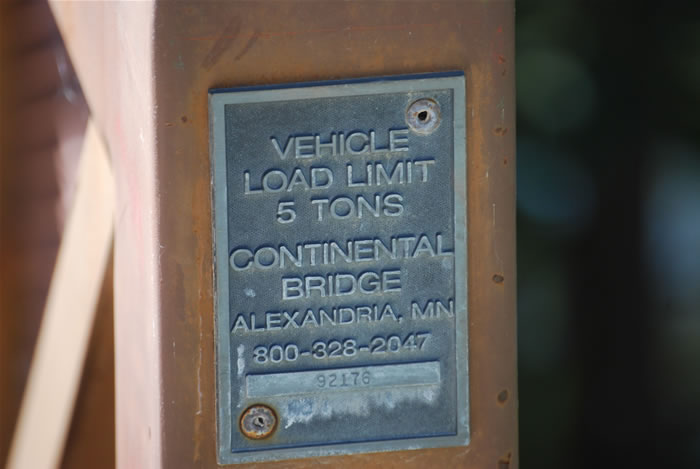 VEHICLE
LOAD LIMIT
5 TONS
CONTINENTAL
BRIDGE
ALEXANDRIA, MN
800-328-2047
92176